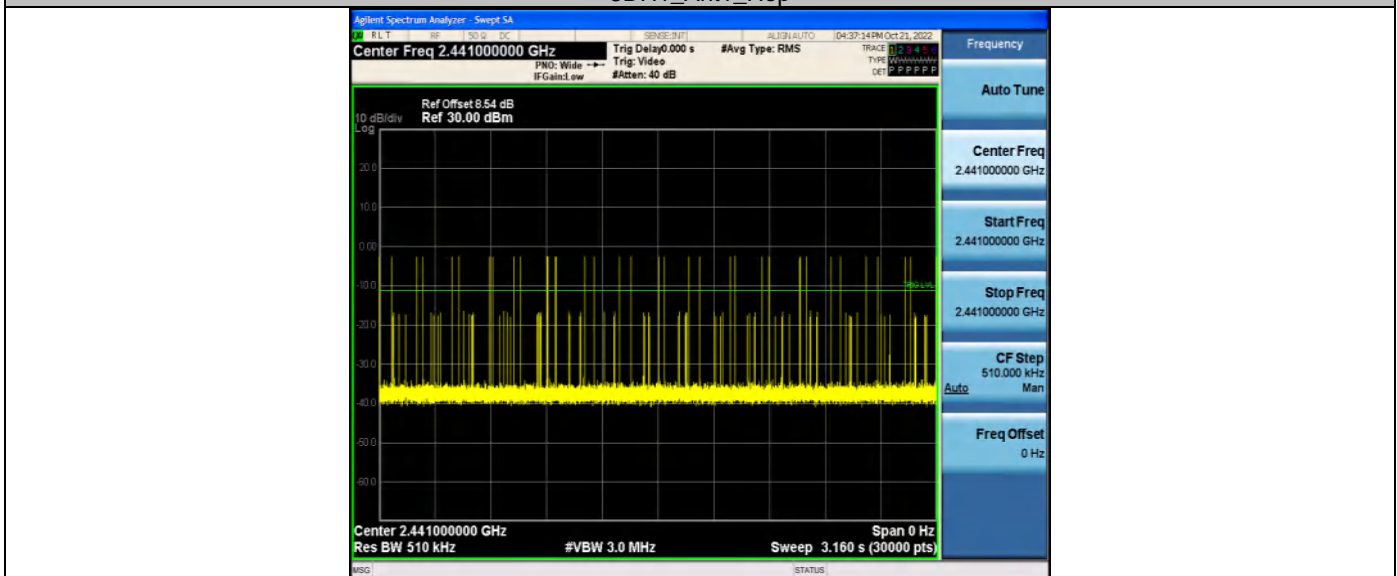 Agilent Spectrum Analyzer - Swept SA
RLT RF 50 Ω DC SENSE:INT ALIGN AUTO 04:37:14 PM Oct 21, 2022
Center Freq 2.441000000 GHz
PNO: Wide
IFGain:Low
Trig Delay0.000 s
Trig: Video
#Atten: 40 dB
#Avg Type: RMS
TRACE 1 2 3 4 5 6
TYPE
DET P P P P P P
Ref Offset 8.54 dB
10 dB/div Ref 30.00 dBm
Log
20.0
10.0
0.00
-10.0
TRIG LVL
-20.0
-30.0
-40.0
-50.0
-60.0
Center 2.441000000 GHz Span 0 Hz
Res BW 510 kHz #VBW 3.0 MHz Sweep 3.160 s (30000 pts)
MSG STATUS
Frequency
Auto Tune
Center Freq
2.441000000 GHz
Start Freq
2.441000000 GHz
Stop Freq
2.441000000 GHz
CF Step
510.000 kHz
Auto Man
Freq Offset
0 Hz